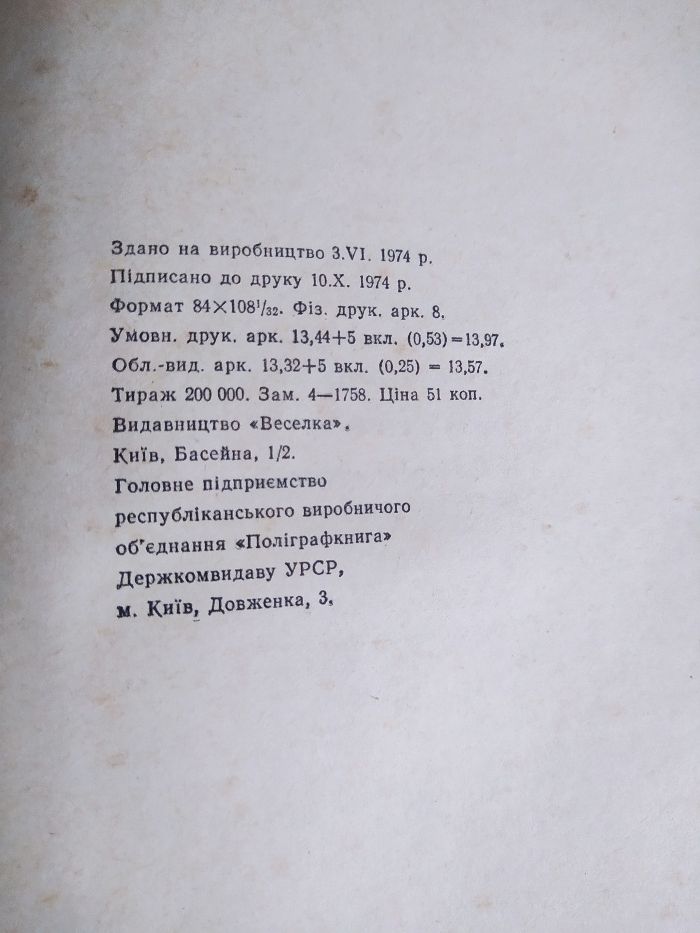 Здано на виробництво 3.VI. 1974 р.
Підписано до друку 10.X. 1974 р.
Формат 84×108¹/₃₂. Фіз. друк. арк. 8.
Умовн. друк. арк. 13,44+5 вкл. (0,53)=13,97.
Обл.-вид. арк. 13,32+5 вкл. (0,25) = 13,57.
Тираж 200 000. Зам. 4—1758. Ціна 51 коп.
Видавництво «Веселка».
Київ, Басейна, 1/2.
Головне підприємство
республіканського виробничого
об'єднання «Поліграфкнига»
Держкомвидаву УРСР,
м. Київ, Довженка, 3.